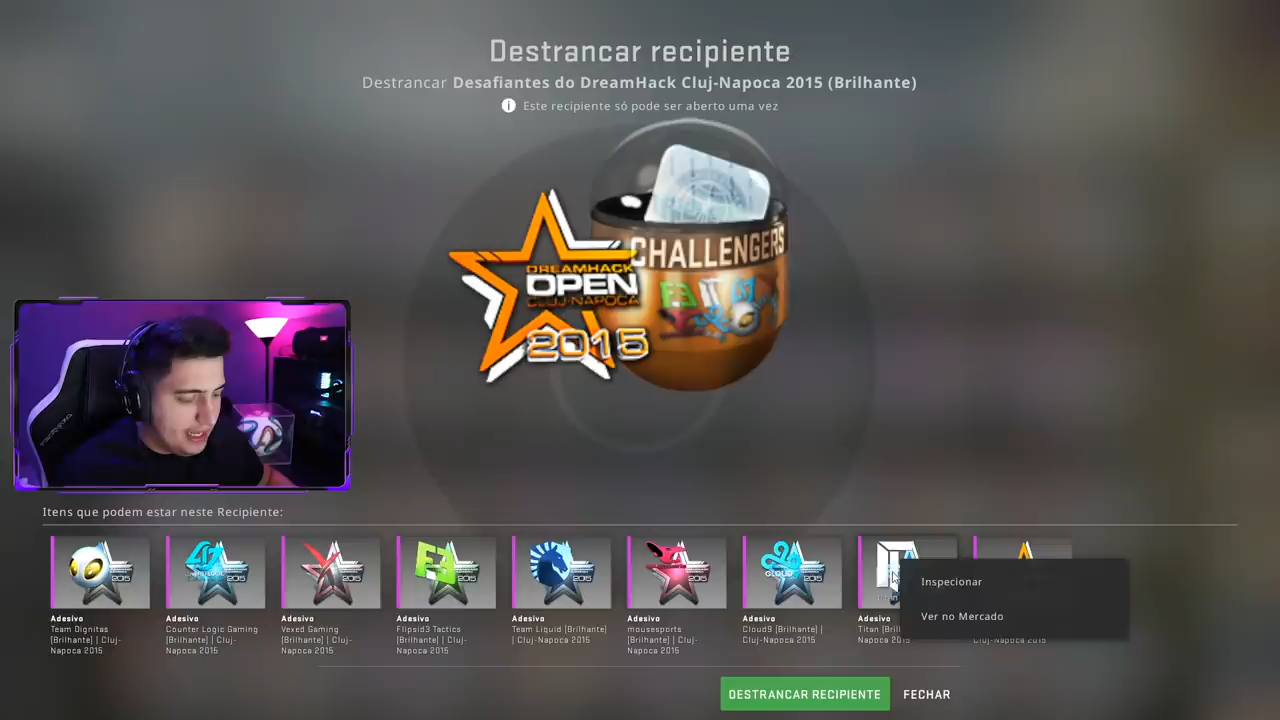 Destrancar recipiente
Destrancar Desafiantes do DreamHack Cluj-Napoca 2015 (Brilhante)
Este recipiente só pode ser aberto uma vez
CHALLENGERS
DREAMHACK
OPEN
CLUJ-NAPOCA
2015
Itens que podem estar neste Recipiente:
Adesivo
Team Dignitas
(Brilhante) | Cluj-
Napoca 2015
Adesivo
Counter Logic Gaming
(Brilhante) | Cluj-
Napoca 2015
Adesivo
Vexed Gaming
(Brilhante) | Cluj-
Napoca 2015
Adesivo
Flipsid3 Tactics
(Brilhante) | Cluj-
Napoca 2015
Adesivo
Team Liquid (Brilhante)
| Cluj-Napoca 2015
Adesivo
mousesports
(Brilhante) | Cluj-
Napoca 2015
Adesivo
Cloud9 (Brilhante) |
Cluj-Napoca 2015
Adesivo
Titan (Bril
Napoca 201
Cluj-Napoca 2015
Inspecionar
Ver no Mercado
DESTRANCAR RECIPIENTE
FECHAR